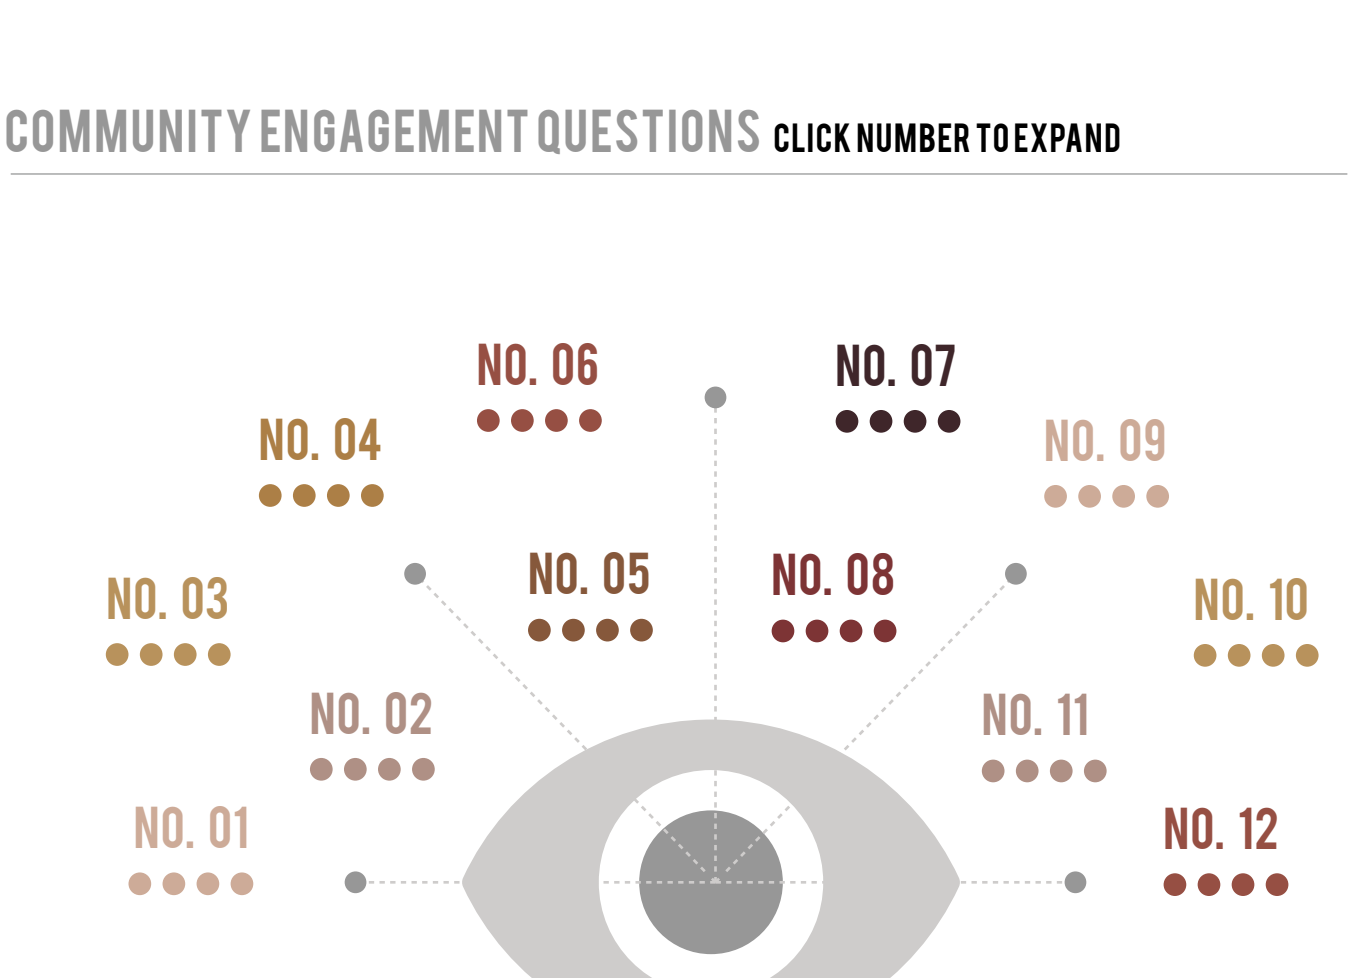 COMMUNITY ENGAGEMENT QUESTIONS CLICK NUMBER TO EXPAND
NO. 06
NO. 07
NO. 04
NO. 09
NO. 05
NO. 08
NO. 03
NO. 10
NO. 02
NO. 11
NO. 01
NO. 12